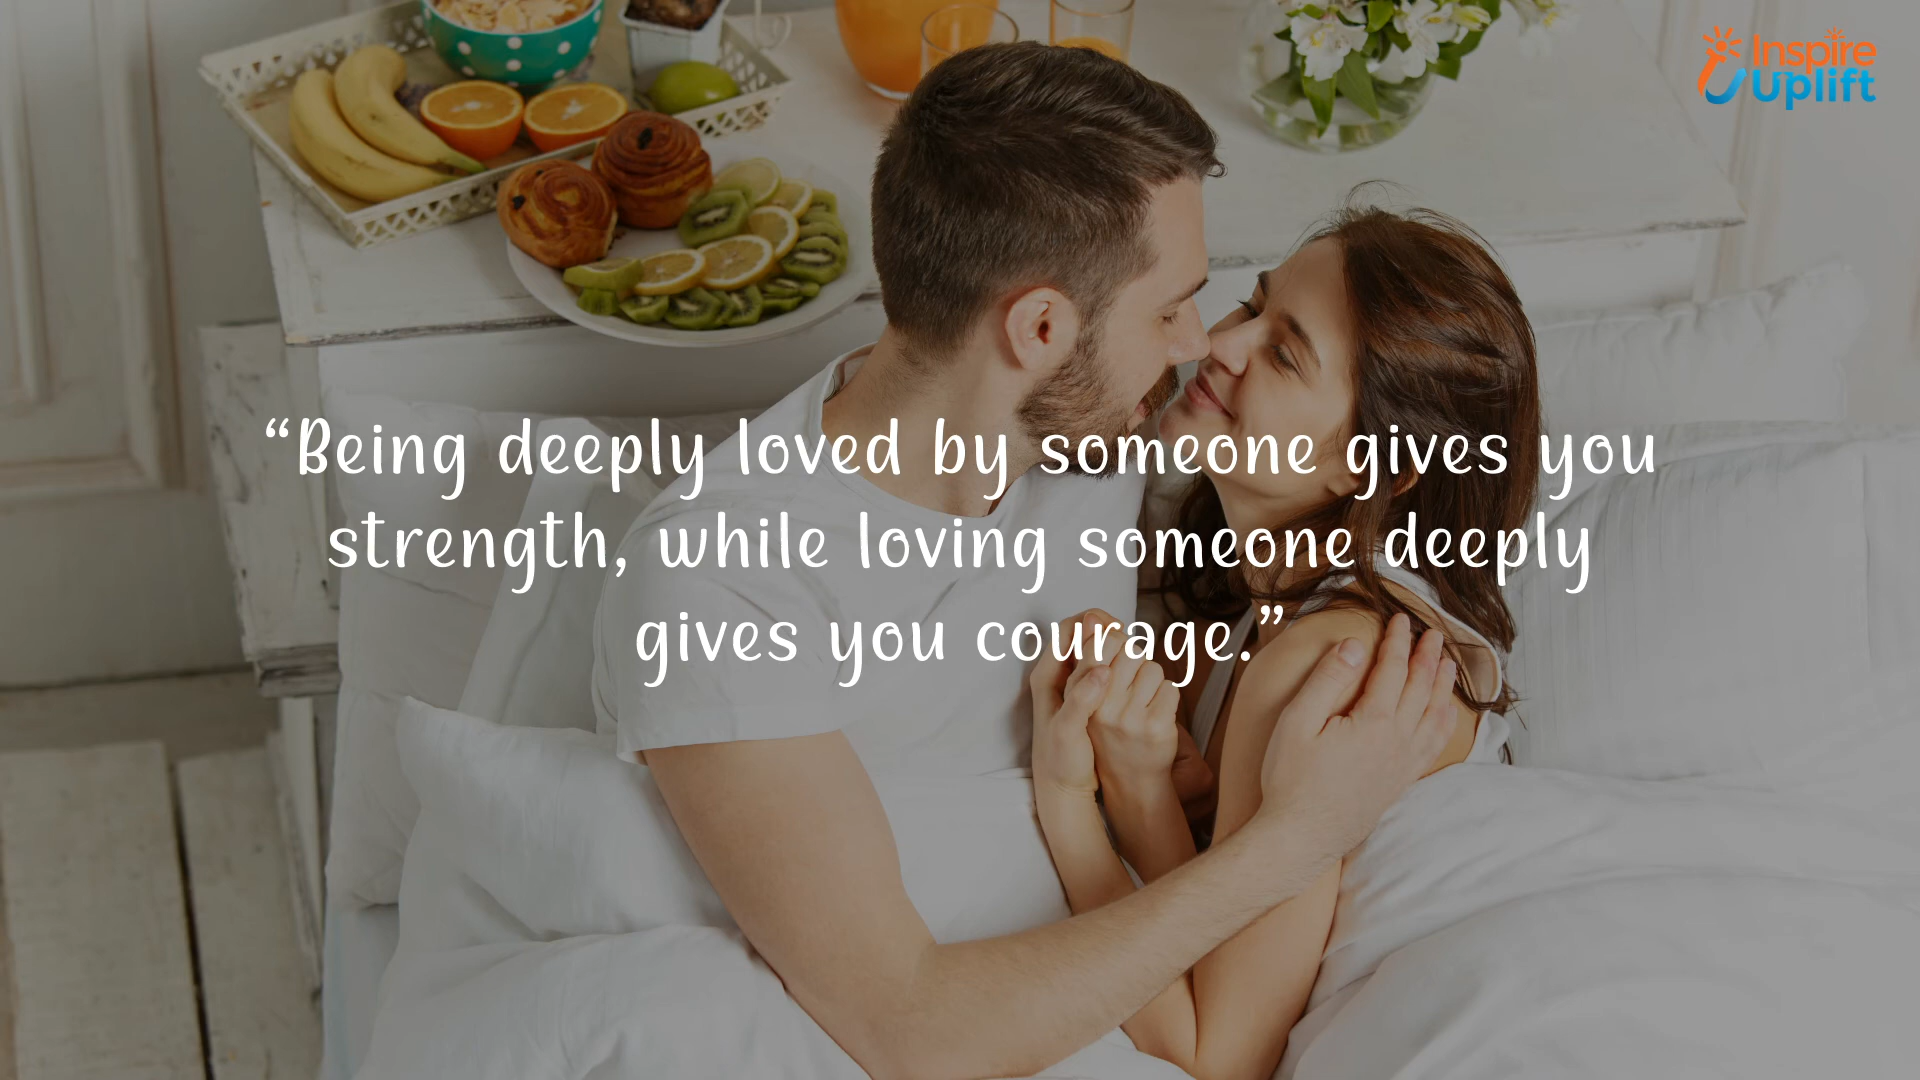 Inspire
Uplift
“Being deeply loved by someone gives you
strength, while loving someone deeply
gives you courage.”